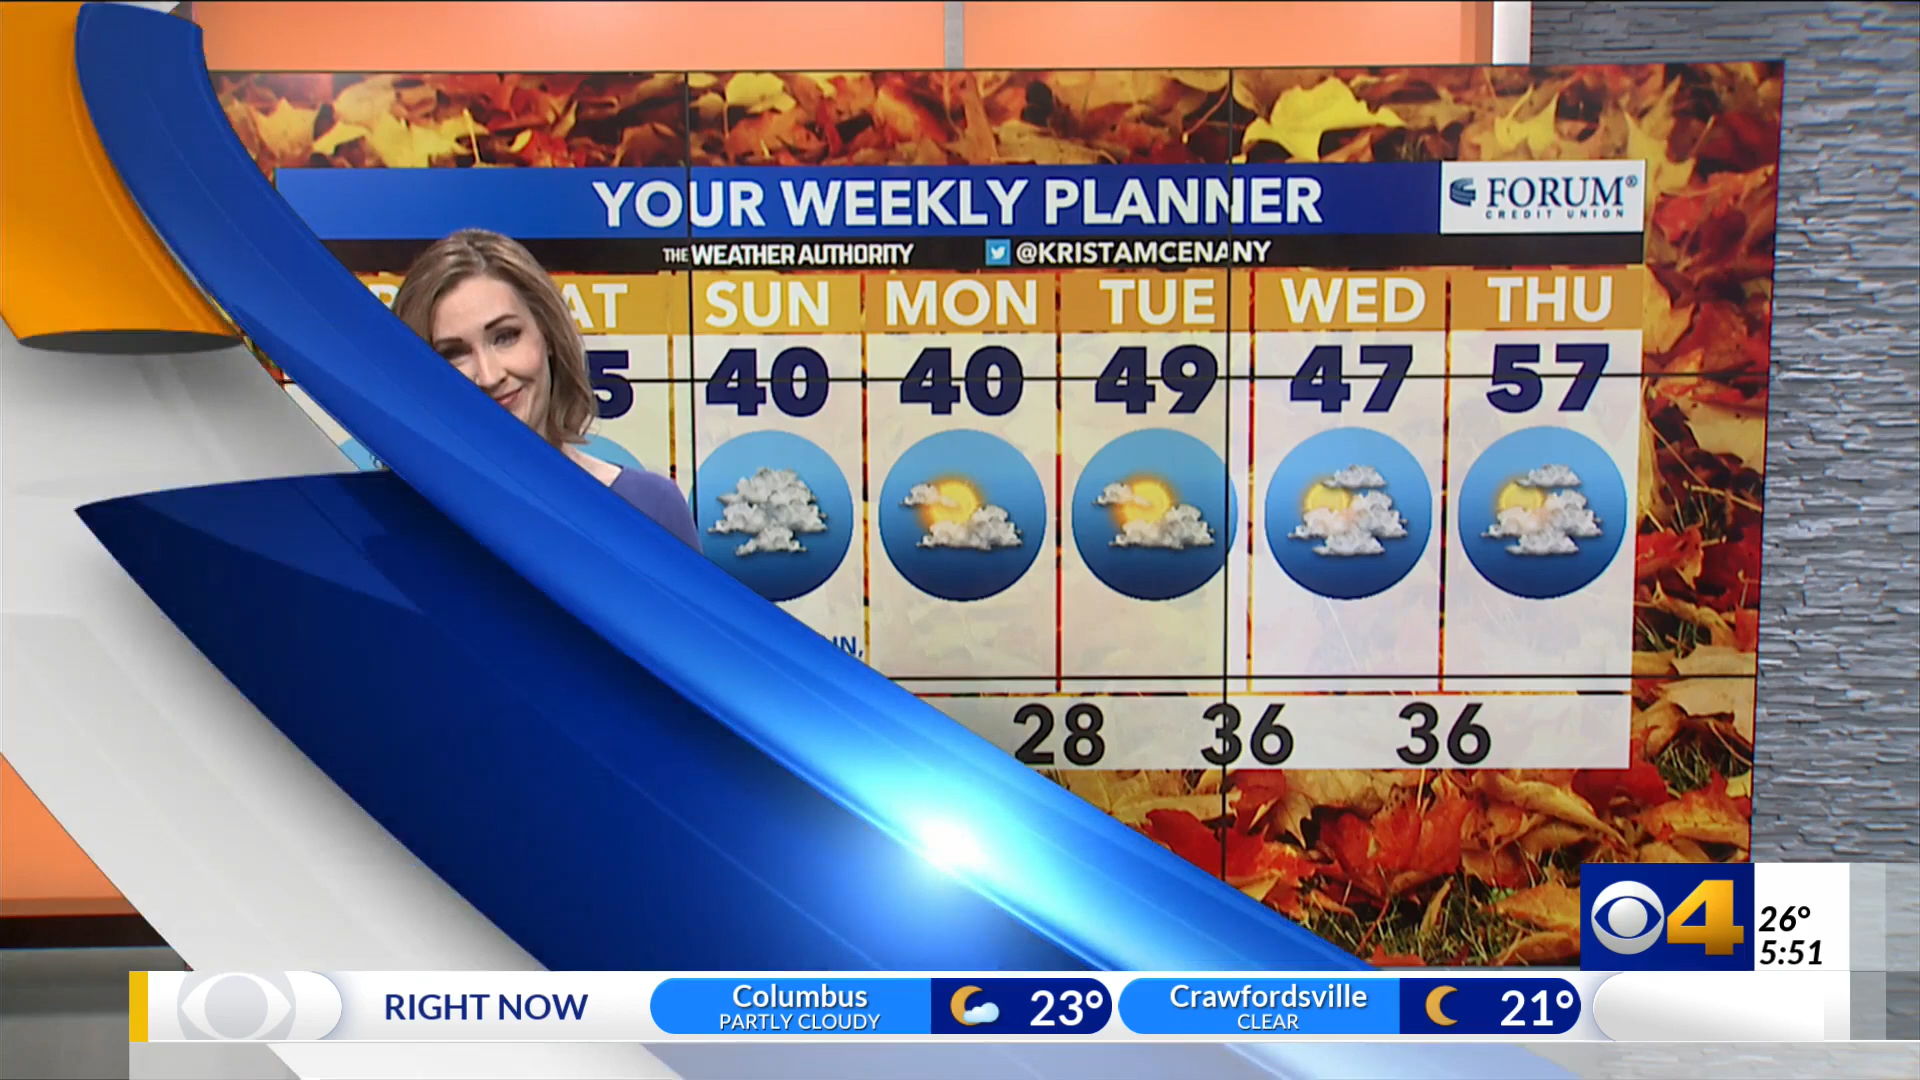 YOUR WEEKLY PLANNER
FORUM®
CREDIT UNION
THE WEATHER AUTHORITY
@KRISTAMCENANY
SUN MON TUE WED THU
40 40 49 47 57
28 36 36
4
26°
5:51
RIGHT NOW
Columbus
PARTLY CLOUDY
23°
Crawfordsville
CLEAR
21°